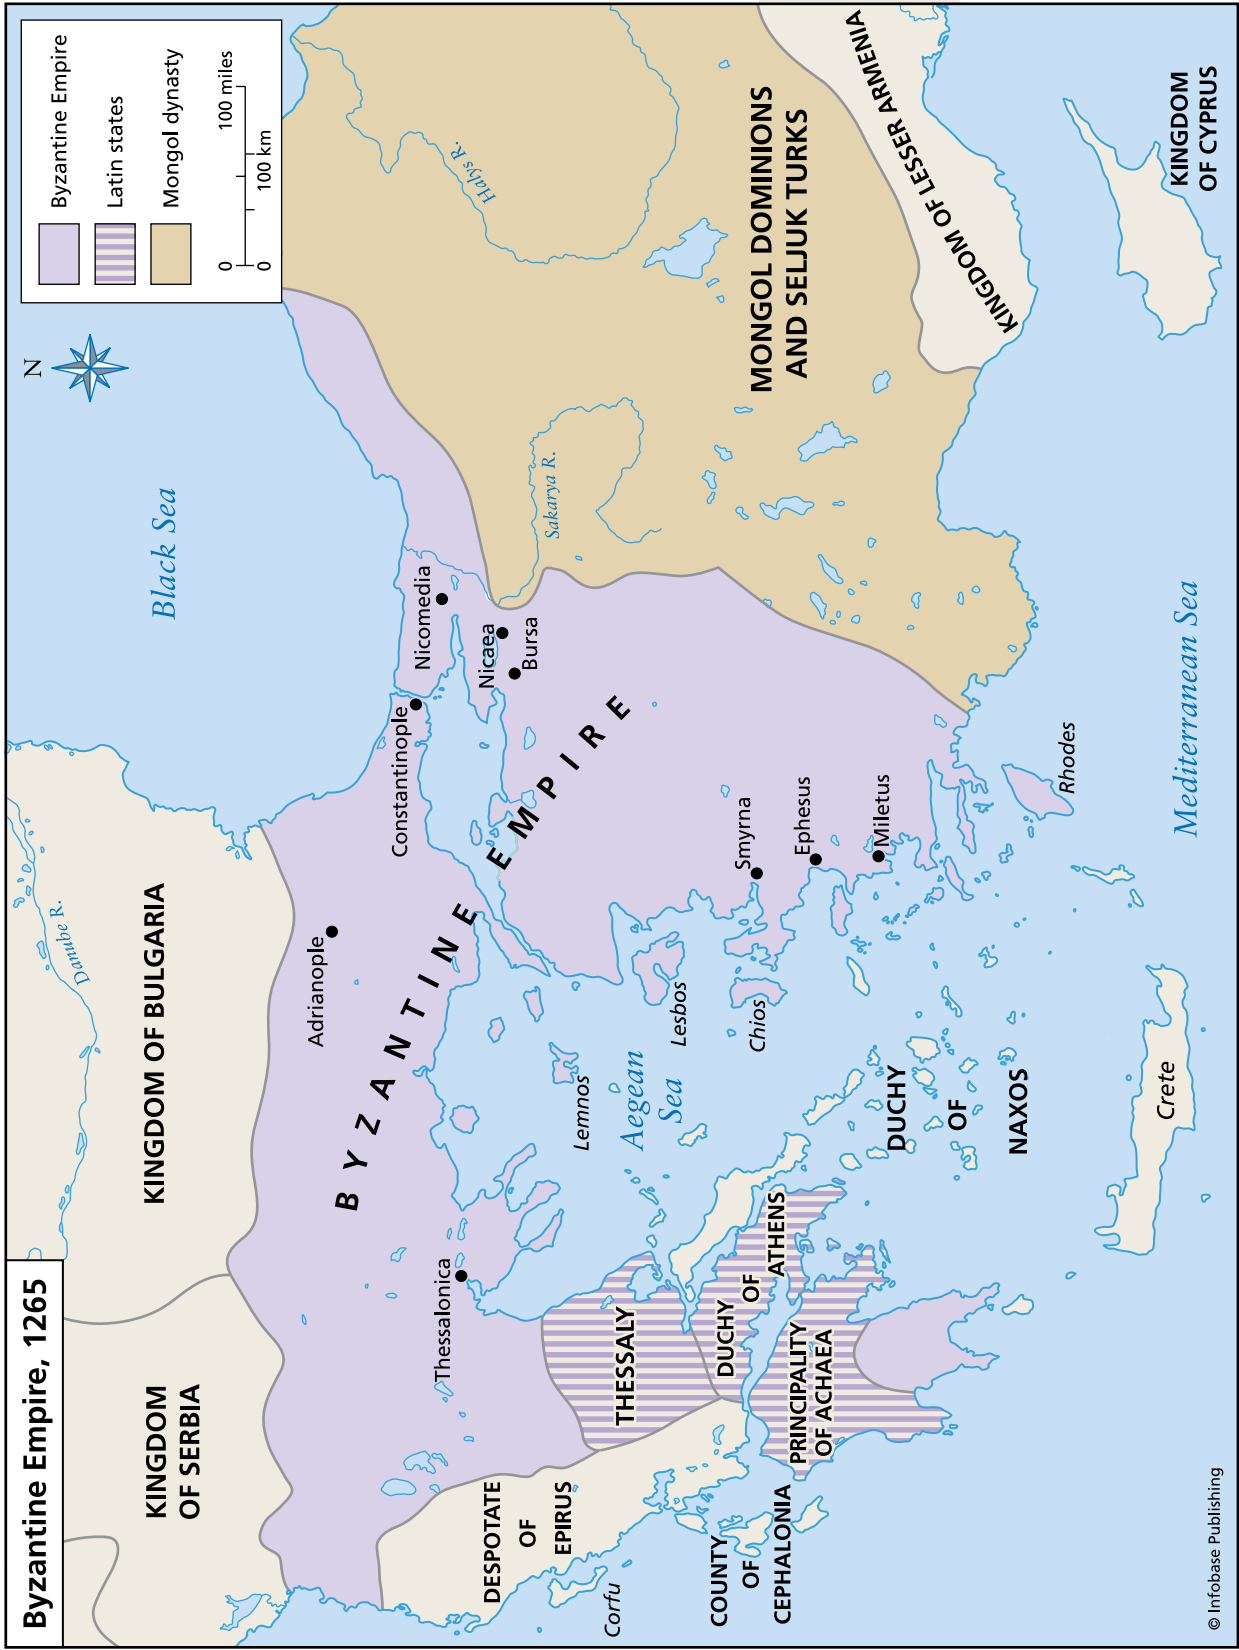 Byzantine Empire, 1265
Byzantine Empire
Latin states
Mongol dynasty
0 100 miles
0 100 km
N
Black Sea
Danube R.
KINGDOM OF BULGARIA
KINGDOM
OF SERBIA
BYZANTINE EMPIRE
Adrianople
Constantinople
Nicomedia
Nicaea
Bursa
Thessalonica
Sakarya R.
Halys R.
MONGOL DOMINIONS
AND SELJUK TURKS
KINGDOM OF LESSER ARMENIA
KINGDOM
OF CYPRUS
DESPOTATE
OF
EPIRUS
Corfu
THESSALY
Lemnos
Aegean
Sea
Lesbos
Chios
Smyrna
Ephesus
Miletus
Rhodes
COUNTY
OF
CEPHALONIA
DUCHY
OF
ATHENS
PRINCIPALITY
OF ACHAEA
DUCHY
OF
NAXOS
Crete
Mediterranean Sea
© Infobase Publishing